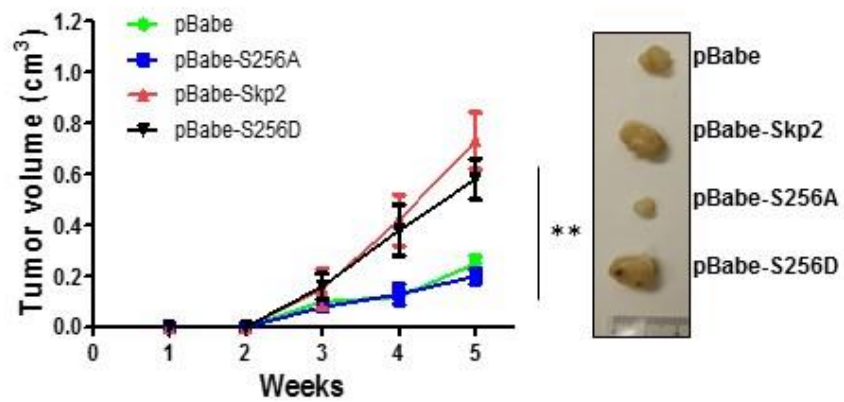 Tumor volume (cm³)
1.2
1.0
0.8
0.6
0.4
0.2
0.0
pBabe
pBabe-S256A
pBabe-Skp2
pBabe-S256D
0 1 2 3 4 5
Weeks
**
pBabe
pBabe-Skp2
pBabe-S256A
pBabe-S256D